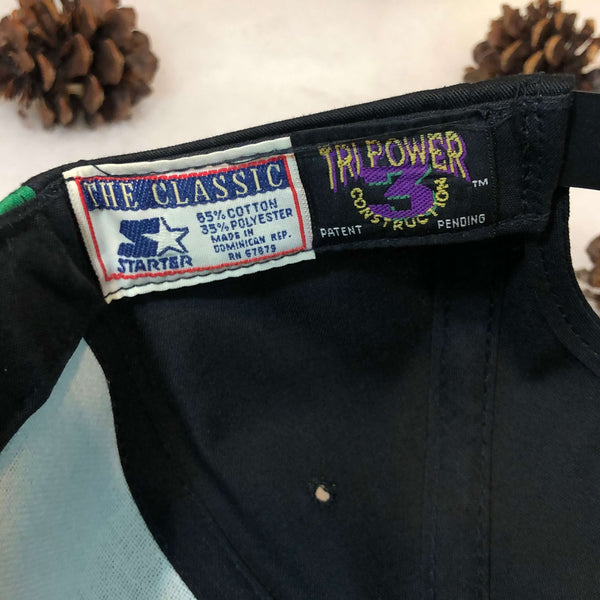 THE CLASSIC
STARTER
65% COTTON
35% POLYESTER
MADE IN
DOMINICAN REP.
RN 67879
TRI POWER
3
CONSTRUCTION
TM
PATENT PENDING